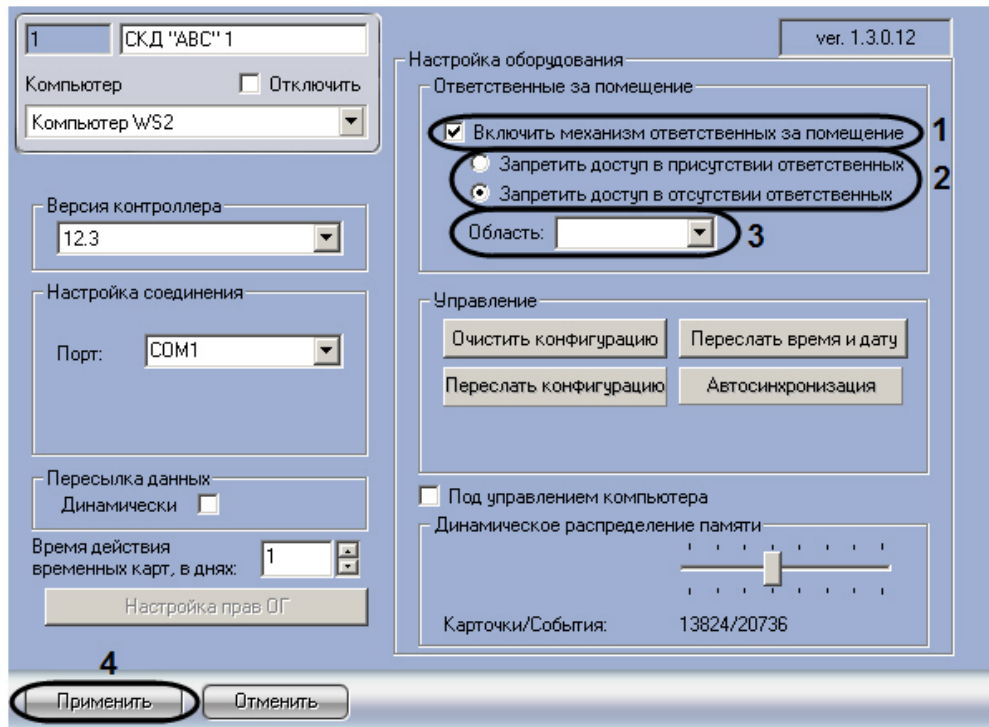 1 СКД "ABC" 1
Компьютер Отключить
Компьютер WS2
Версия контроллера
12.3
Настройка соединения
Порт: COM1
Пересылка данных
Динамически
Время действия
временных карт, в днях: 1
Настройка прав ОГ
ver. 1.3.0.12
Настройка оборудования
Ответственные за помещение
Включить механизм ответственных за помещение 1
Запретить доступ в присутствии ответственных
2
Запретить доступ в отсутствии ответственных
Область: 3
Управление
Очистить конфигурацию Переслать время и дату
Переслать конфигурацию Автосинхронизация
Под управлением компьютера
Динамическое распределение памяти
Карточки/События: 13824/20736
4
Применить Отменить